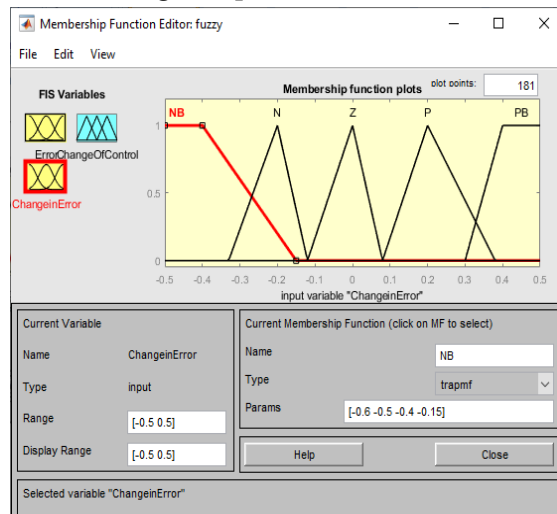 Membership Function Editor: fuzzy
File Edit View
FIS Variables
Membership function plots plot points: 181
NB N Z P PB
1
0.5
0
ErrorChangeOfControl
ChangeinError
-0.5 -0.4 -0.3 -0.2 -0.1 0 0.1 0.2 0.3 0.4 0.5
input variable "ChangeinError"
Current Variable
Name ChangeinError
Type input
Range [-0.5 0.5]
Display Range [-0.5 0.5]
Current Membership Function (click on MF to select)
Name NB
Type trapmf
Params [-0.6 -0.5 -0.4 -0.15]
Help Close
Selected variable "ChangeinError"